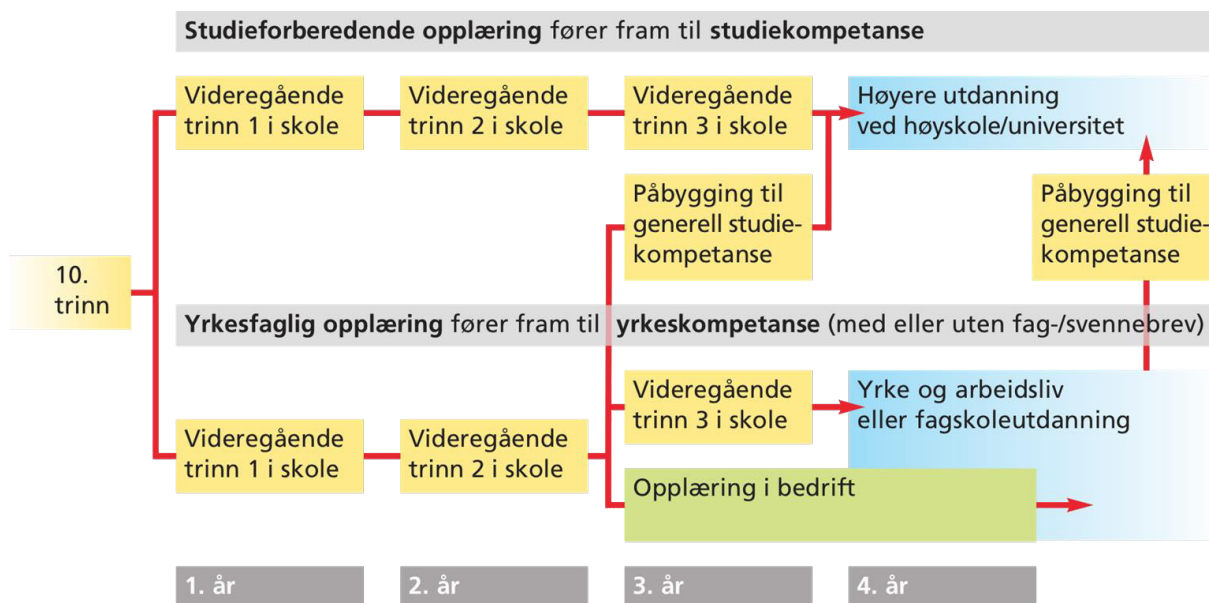 Studieforberedende opplæring fører fram til studiekompetanse
Videregående
trinn 1 i skole
Videregående
trinn 2 i skole
Videregående
trinn 3 i skole
Høyere utdanning
ved høyskole/universitet
Påbygging til
generell studie-
kompetanse
Påbygging til
generell studie-
kompetanse
10.
trinn
Yrkesfaglig opplæring fører fram til yrkeskompetanse (med eller uten fag-/svennebrev)
Videregående
trinn 3 i skole
Yrke og arbeidsliv
eller fagskoleutdanning
Videregående
trinn 1 i skole
Videregående
trinn 2 i skole
Opplæring i bedrift
1. år
2. år
3. år
4. år